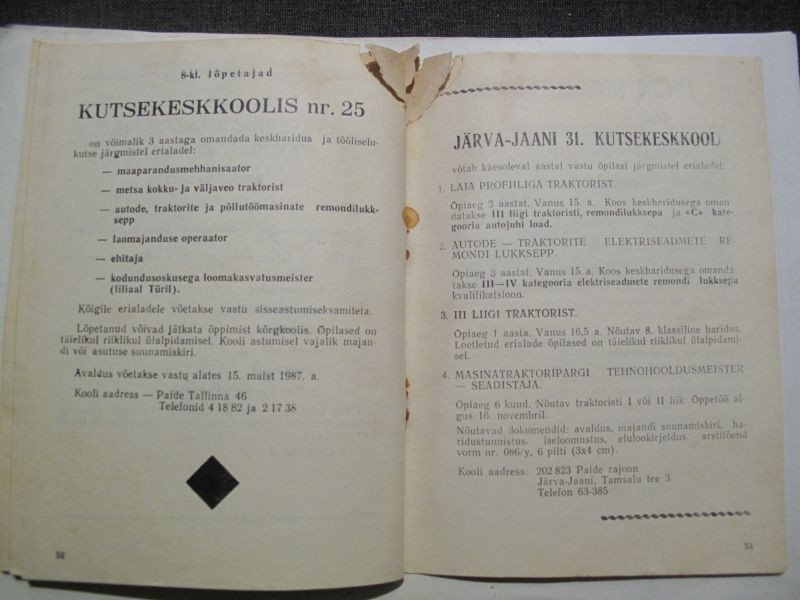 8-kl. lõpetajad
KUTSEKESKKOOLIS nr. 25
on võimalik 3 aastaga omandada keskharidus ja tööliselu-
kutse järgmistel erialadel:
— maaparandusmehhanisaator
— metsa kokku- ja väljaveo traktorist
— autode, traktorite ja põllutöömasinate remondilukk-
sepp
— laomajanduse operaator
— ehitaja
— kodundusoskusega loomakasvatusmeister
(filiaal Türil).
Kõigile erialadele võetakse vastu sisseastumiseksamiteta.
Lõpetanud võivad jätkata õppimist kõrgkoolis. Õpilased on
täielikul riiklikul ülalpidamisel. Kooli astumisel vajalik majan-
di või asutuse suunamiskiri.
Avaldus võetakse vastu alates 15. maist 1987. a.
Kooli aadress — Paide Tallinna 46
Telefonid 4 18 82 ja 2 17 38
52
JÄRVA-JAANI 31. KUTSEKESKKOOL
võtab käesoleval aastal vastu õpilasi järgmistel erialadel:
1. LAIA PROFIILIGA TRAKTORIST.
Õpiaeg 3 aastat. Vanus 15. a. Koos keskharidusega oman
datakse III liigi traktoristi, remondilukksepa ja «C» kate-
gooria autojuhi load.
2. AUTODE — TRAKTORITE ELEKTRISEADMETE RE-
MONDI LUKKSEPP.
Õpiaeg 3 aastat. Vanus 15. a. Koos keskharidusega omanda-
takse III—IV kategooria elektriseadmete remondi lukksepa
kvalifikatsioon.
3. III LIIGI TRAKTORIST.
Õpiaeg 1 aasta. Vanus 16,5 a. Nõutav 8. klassiline haridus.
Loetletud erialade õpilased on täielikul riiklikul ülalpidami-
sel.
4. MASINATRAKTORIPARGI TEHNOHOOLDUSMEISTER
— SEADISTAJA.
Õpiaeg 6 kuud. Nõutav traktoristi I või II liik Õppetöö al-
gus 16. novembril.
Nõutavad dokumendid: avaldus, majandi suunamiskiri, ha-
ridustunnistus. iseloomustus, elulookirjeldus. arstitõend
vorm nr. 086/y, 6 pilti (3x4 cm).
Kooli aadress: 202 823 Paide rajoon
Järva-Jaani, Tamsalu tee 3
Telefon 63-385
53